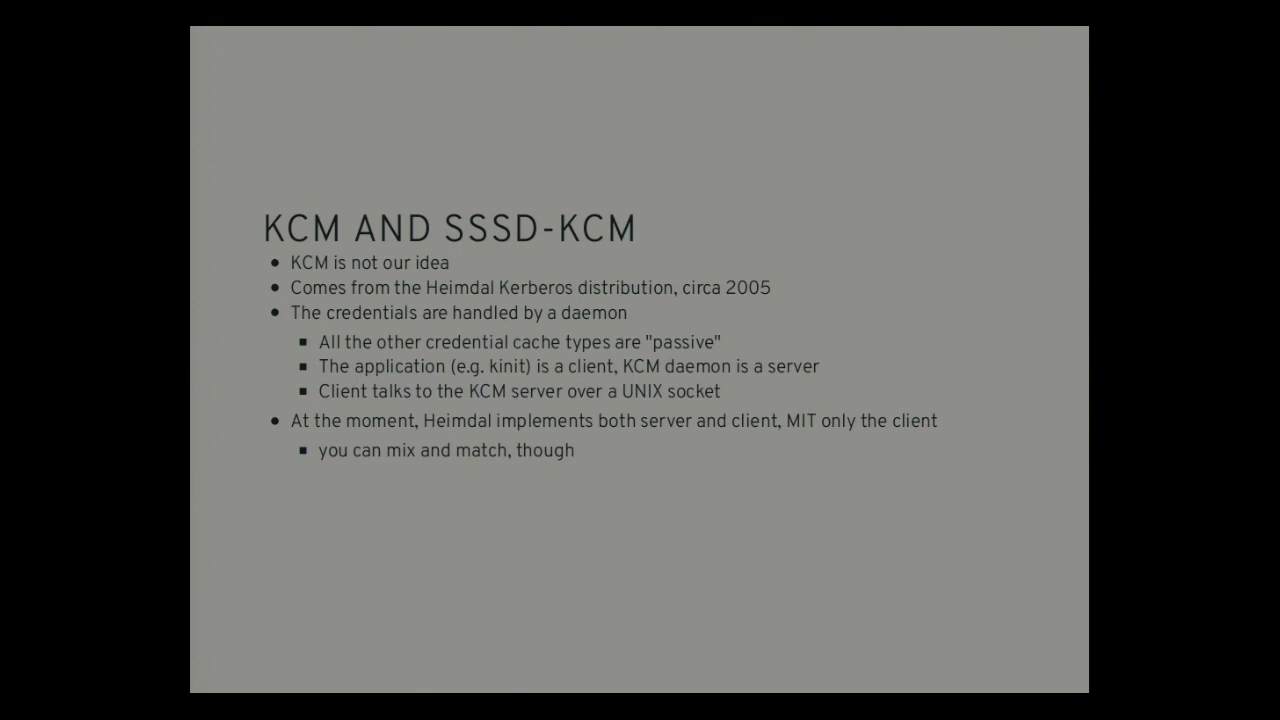 KCM AND SSSD-KCM
KCM is not our idea
Comes from the Heimdal Kerberos distribution, circa 2005
The credentials are handled by a daemon
All the other credential cache types are "passive"
The application (e.g. kinit) is a client, KCM daemon is a server
Client talks to the KCM server over a UNIX socket
At the moment, Heimdal implements both server and client, MIT only the client
you can mix and match, though